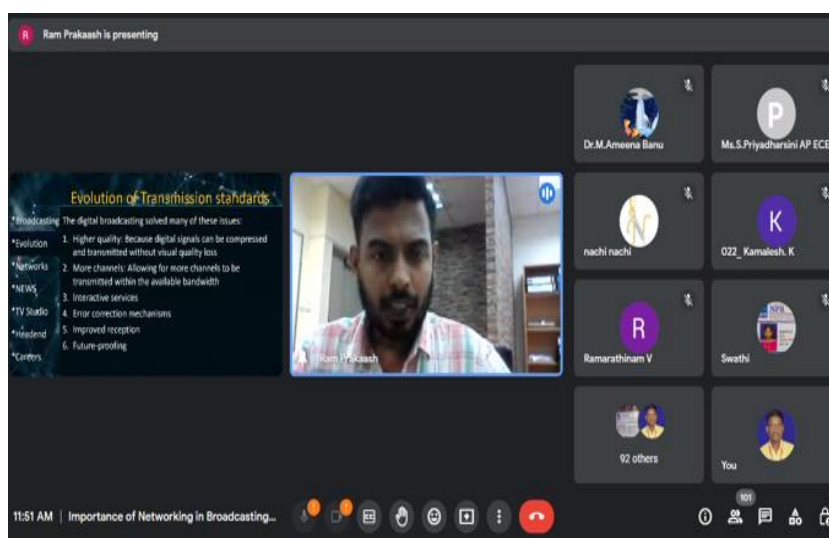 R Ram Prakaash is presenting
Evolution of Transmission standards
*Broadcasting
*Evolution
*Networks
*NEWS
*TV Studio
*Headend
*Careers
The digital broadcasting solved many of these issues:
1. Higher quality: Because digital signals can be compressed
and transmitted without visual quality loss
2. More channels: Allowing for more channels to be
transmitted within the available bandwidth
3. Interactive services
4. Error correction mechanisms
5. Improved reception
6. Future-proofing
Ram Prakaash
Dr.M.Ameena Banu
P
Ms.S.Priyadharsini AP ECE
nachi nachi
K
022_ Kamalesh. K
R
Ramarathinam V
NPR
Swathi
92 others
You
11:51 AM | Importance of Networking in Broadcasting...
101